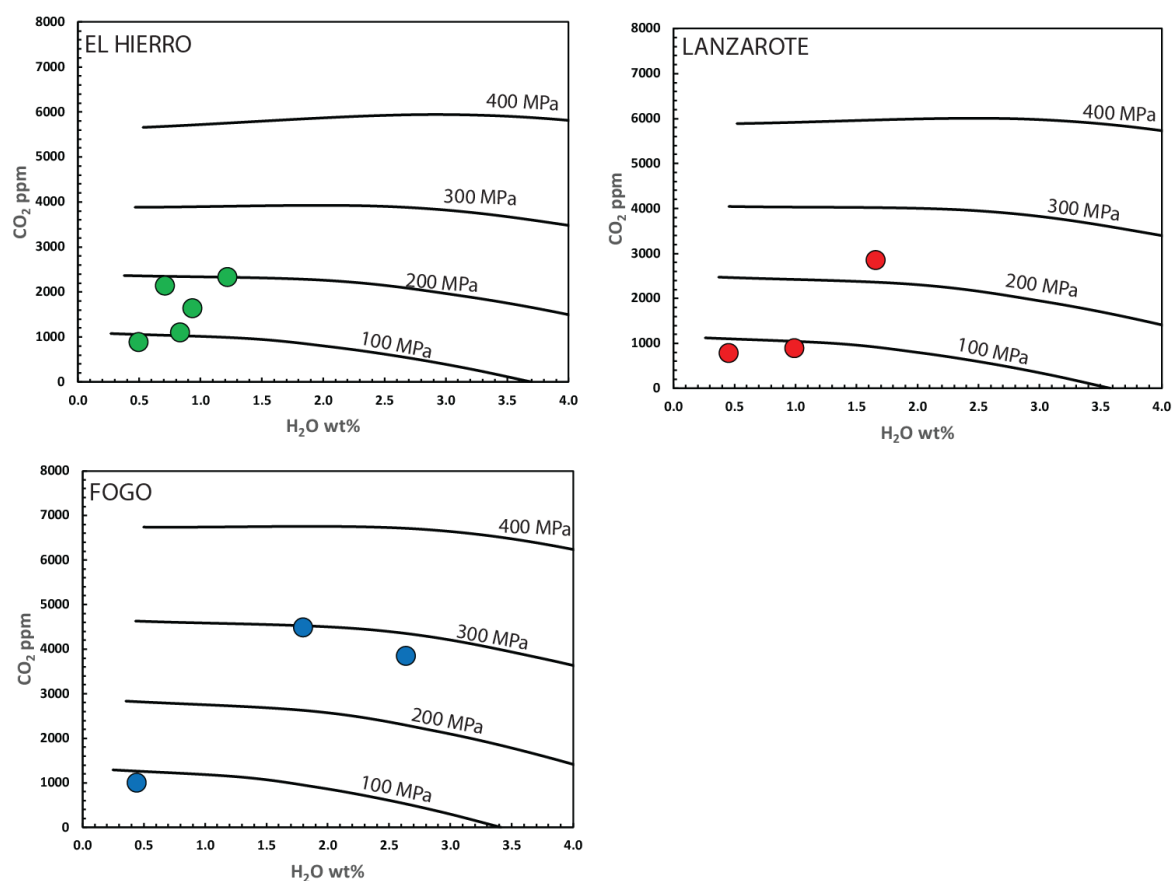 EL HIERRO
8000
7000
6000
5000
4000
3000
2000
1000
0
CO2 ppm
400 MPa
300 MPa
200 MPa
100 MPa
0.0 0.5 1.0 1.5 2.0 2.5 3.0 3.5 4.0
H2O wt%
LANZAROTE
8000
7000
6000
5000
4000
3000
2000
1000
0
CO2 ppm
400 MPa
300 MPa
200 MPa
100 MPa
0.0 0.5 1.0 1.5 2.0 2.5 3.0 3.5 4.0
H2O wt%
FOGO
8000
7000
6000
5000
4000
3000
2000
1000
0
CO2 ppm
400 MPa
300 MPa
200 MPa
100 MPa
0.0 0.5 1.0 1.5 2.0 2.5 3.0 3.5 4.0
H2O wt%